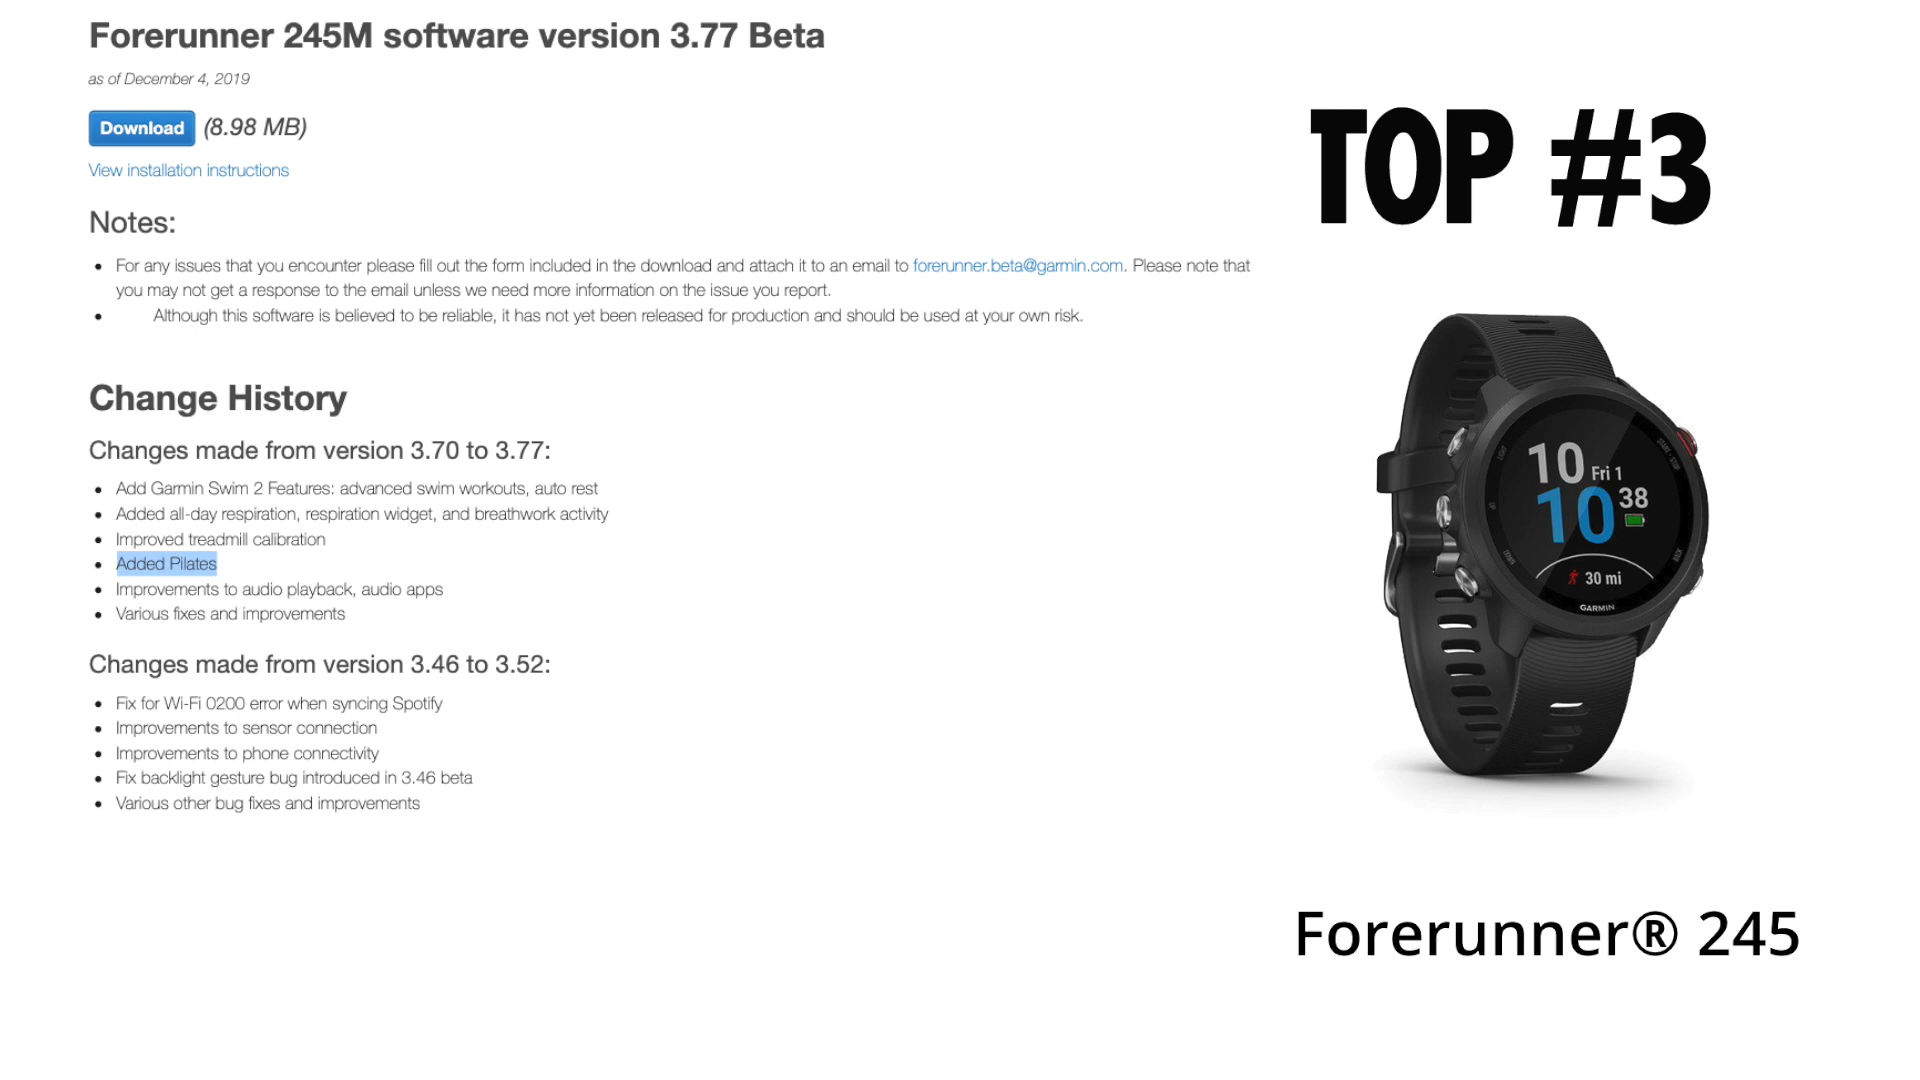 Forerunner 245M software version 3.77 Beta
as of December 4, 2019
Download (8.98 MB)
View installation instructions
Notes:
For any issues that you encounter please fill out the form included in the download and attach it to an email to forerunner.beta@garmin.com. Please note that
you may not get a response to the email unless we need more information on the issue you report.
Although this software is believed to be reliable, it has not yet been released for production and should be used at your own risk.
Change History
Changes made from version 3.70 to 3.77:
Add Garmin Swim 2 Features: advanced swim workouts, auto rest
Added all-day respiration, respiration widget, and breathwork activity
Improved treadmill calibration
Added Pilates
Improvements to audio playback, audio apps
Various fixes and improvements
Changes made from version 3.46 to 3.52:
Fix for Wi-Fi 0200 error when syncing Spotify
Improvements to sensor connection
Improvements to phone connectivity
Fix backlight gesture bug introduced in 3.46 beta
Various other bug fixes and improvements
TOP #3
LIGHT
START·STOP
UP
DOWN
BACK
10 Fri 1
10 38
30 mi
GARMIN
Forerunner® 245